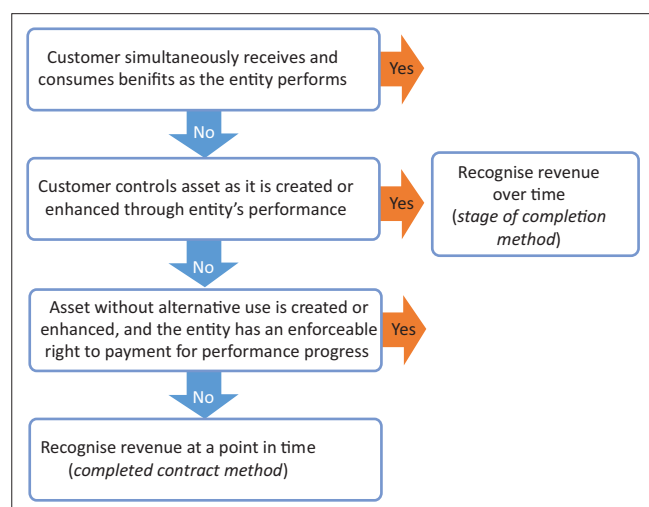 Customer simultaneously receives and
consumes benifits as the entity performs
Yes
No
Customer controls asset as it is created or
enhanced through entity's performance
Yes
Recognise revenue
over time
(stage of completion
method)
No
Asset without alternative use is created or
enhanced, and the entity has an enforceable
right to payment for performance progress
Yes
No
Recognise revenue at a point in time
(completed contract method)